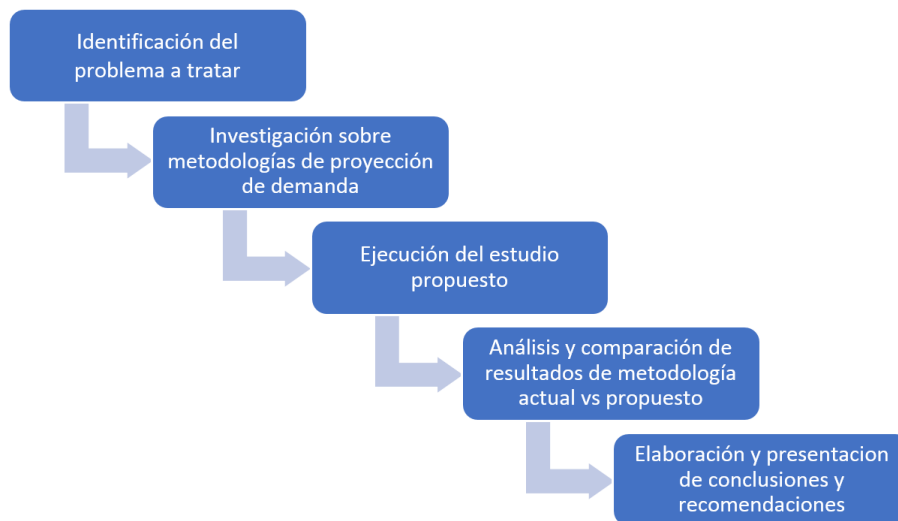 Identificación del
problema a tratar
Investigación sobre
metodologías de proyección
de demanda
Ejecución del estudio
propuesto
Análisis y comparación de
resultados de metodología
actual vs propuesto
Elaboración y presentacion
de conclusiones y
recomendaciones